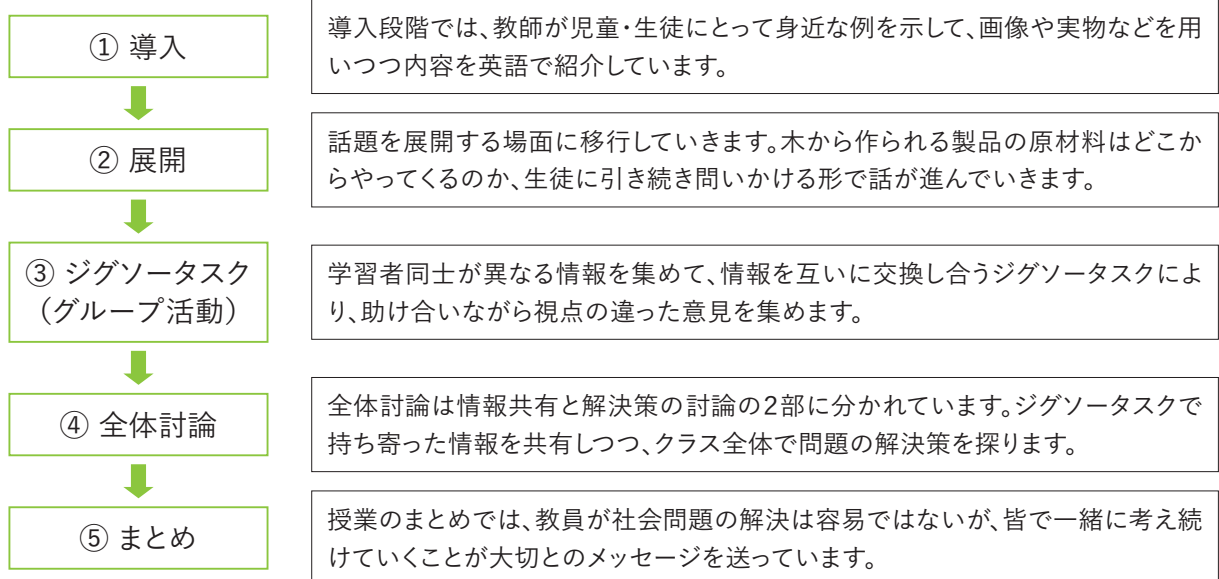 ① 導入
導入段階では、教師が児童・生徒にとって身近な例を示して、画像や実物などを用
いつつ内容を英語で紹介しています。
② 展開
話題を展開する場面に移行していきます。木から作られる製品の原材料はどこか
らやってくるのか、生徒に引き続き問いかける形で話が進んでいきます。
③ ジグソータスク
（グループ活動）
学習者同士が異なる情報を集めて、情報を互いに交換し合うジグソータスクによ
り、助け合いながら視点の違った意見を集めます。
④ 全体討論
全体討論は情報共有と解決策の討論の2部に分かれています。ジグソータスクで
持ち寄った情報を共有しつつ、クラス全体で問題の解決策を探ります。
⑤ まとめ
授業のまとめでは、教員が社会問題の解決は容易ではないが、皆で一緒に考え続
けていくことが大切とのメッセージを送っています。